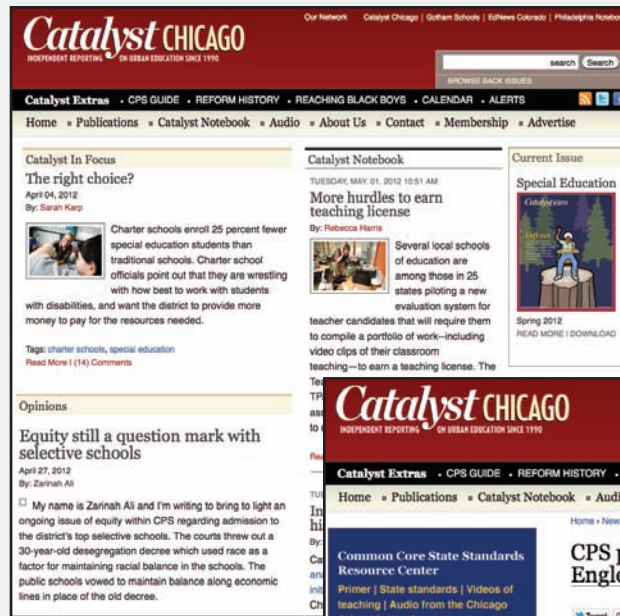 Our Network Catalyst Chicago | Gotham Schools | EdNews Colorado | Philadelphia Notebo
Catalyst CHICAGO
INDEPENDENT REPORTING ON URBAN EDUCATION SINCE 1990
search Search
BROWSE BACK ISSUES
Catalyst Extras • CPS GUIDE • REFORM HISTORY • REACHING BLACK BOYS • CALENDAR • ALERTS
Home ▪ Publications ▪ Catalyst Notebook ▪ Audio ▪ About Us ▪ Contact ▪ Membership ▪ Advertise
Catalyst In Focus
The right choice?
April 04, 2012
By: Sarah Karp
Charter schools enroll 25 percent fewer
special education students than
traditional schools. Charter school
officials point out that they are wrestling
with how best to work with students
with disabilities, and want the district to provide more
money to pay for the resources needed.
Tags: charter schools, special education
Read More | (14) Comments
Opinions
Equity still a question mark with
selective schools
April 27, 2012
By: Zarinah Ali
My name is Zarinah Ali and I'm writing to bring to light an
ongoing issue of equity within CPS regarding admission to
the district's top selective schools. The courts threw out a
30-year-old desegregation decree which used race as a
factor for maintaining racial balance in the schools. The
public schools vowed to maintain balance along economic
lines in place of the old decree.
Catalyst Notebook
TUESDAY, MAY. 01, 2012 10:51 AM
More hurdles to earn
teaching license
By: Rebecca Harris
Several local schools
of education are
among those in 25
states piloting a new
evaluation system for
teacher candidates that will require them
to compile a portfolio of work--including
video clips of their classroom
teaching--to earn a teaching license. The
Current Issue
Special Education
Catalyst
Left out
Spring 2012
READ MORE | DOWNLOAD
Catalyst CHICAGO
INDEPENDENT REPORTING ON URBAN EDUCATION SINCE 1990
Catalyst Extras • CPS GUIDE • REFORM HISTORY •
Home ▪ Publications ▪ Catalyst Notebook ▪ Audi
Home › New
Common Core State Standards
Resource Center
Primer | State standards | Videos of
teaching | Audio from the Chicago
CPS p
Engle
Tweet